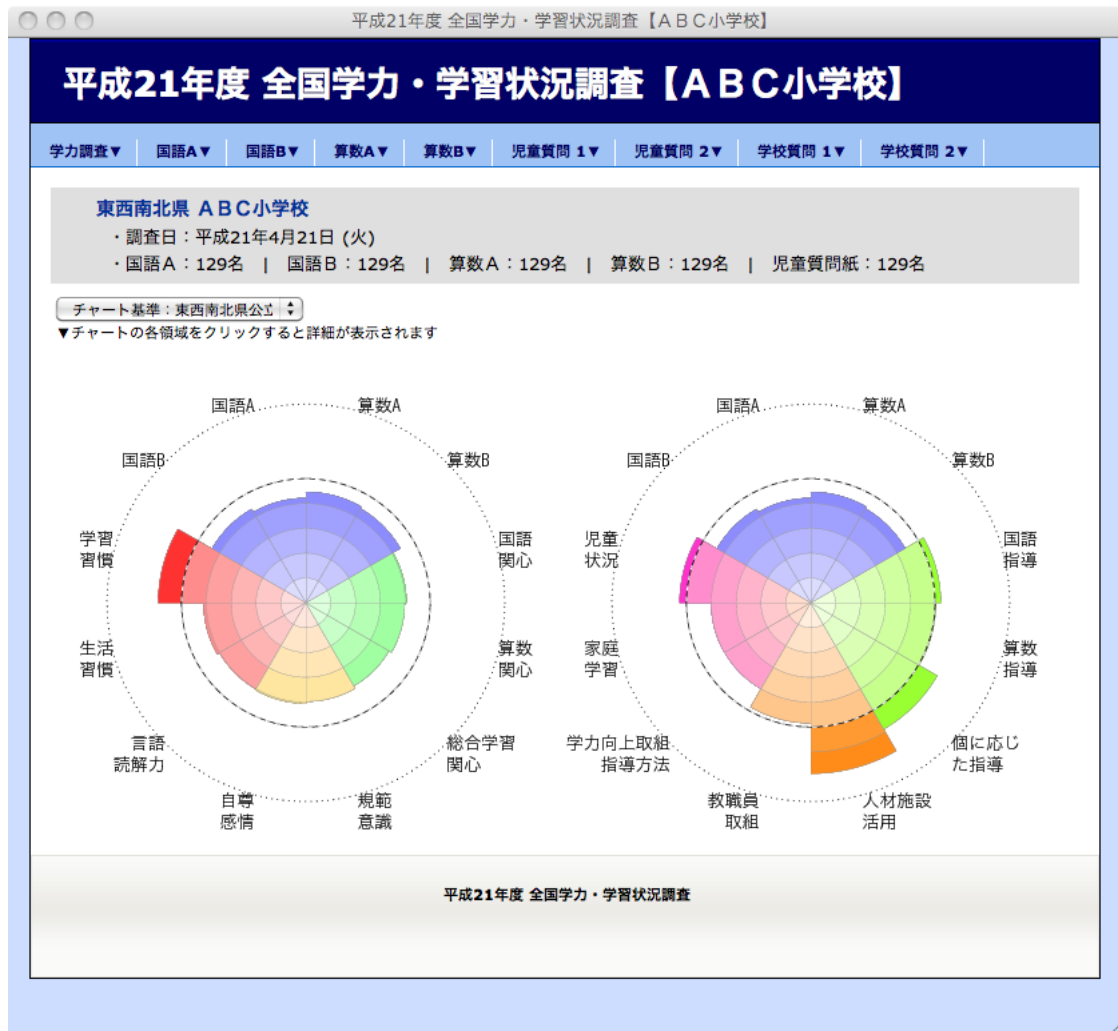 平成21年度 全国学力・学習状況調査【ＡＢＣ小学校】
平成21年度 全国学力・学習状況調査【ＡＢＣ小学校】
学力調査▼ 国語A▼ 国語B▼ 算数A▼ 算数B▼ 児童質問 1▼ 児童質問 2▼ 学校質問 1▼ 学校質問 2▼
東西南北県 ＡＢＣ小学校
・調査日：平成21年4月21日 (火)
・国語Ａ：129名 | 国語Ｂ：129名 | 算数Ａ：129名 | 算数Ｂ：129名 | 児童質問紙：129名
チャート基準：東西南北県公立
▼チャートの各領域をクリックすると詳細が表示されます
国語A
算数A
国語B
算数B
学習
習慣
国語
関心
生活
習慣
算数
関心
言語
読解力
総合学習
関心
自尊
感情
規範
意識
国語A
算数A
国語B
算数B
児童
状況
国語
指導
家庭
学習
算数
指導
学力向上取組
指導方法
個に応じ
た指導
教職員
取組
人材施設
活用
平成21年度 全国学力・学習状況調査